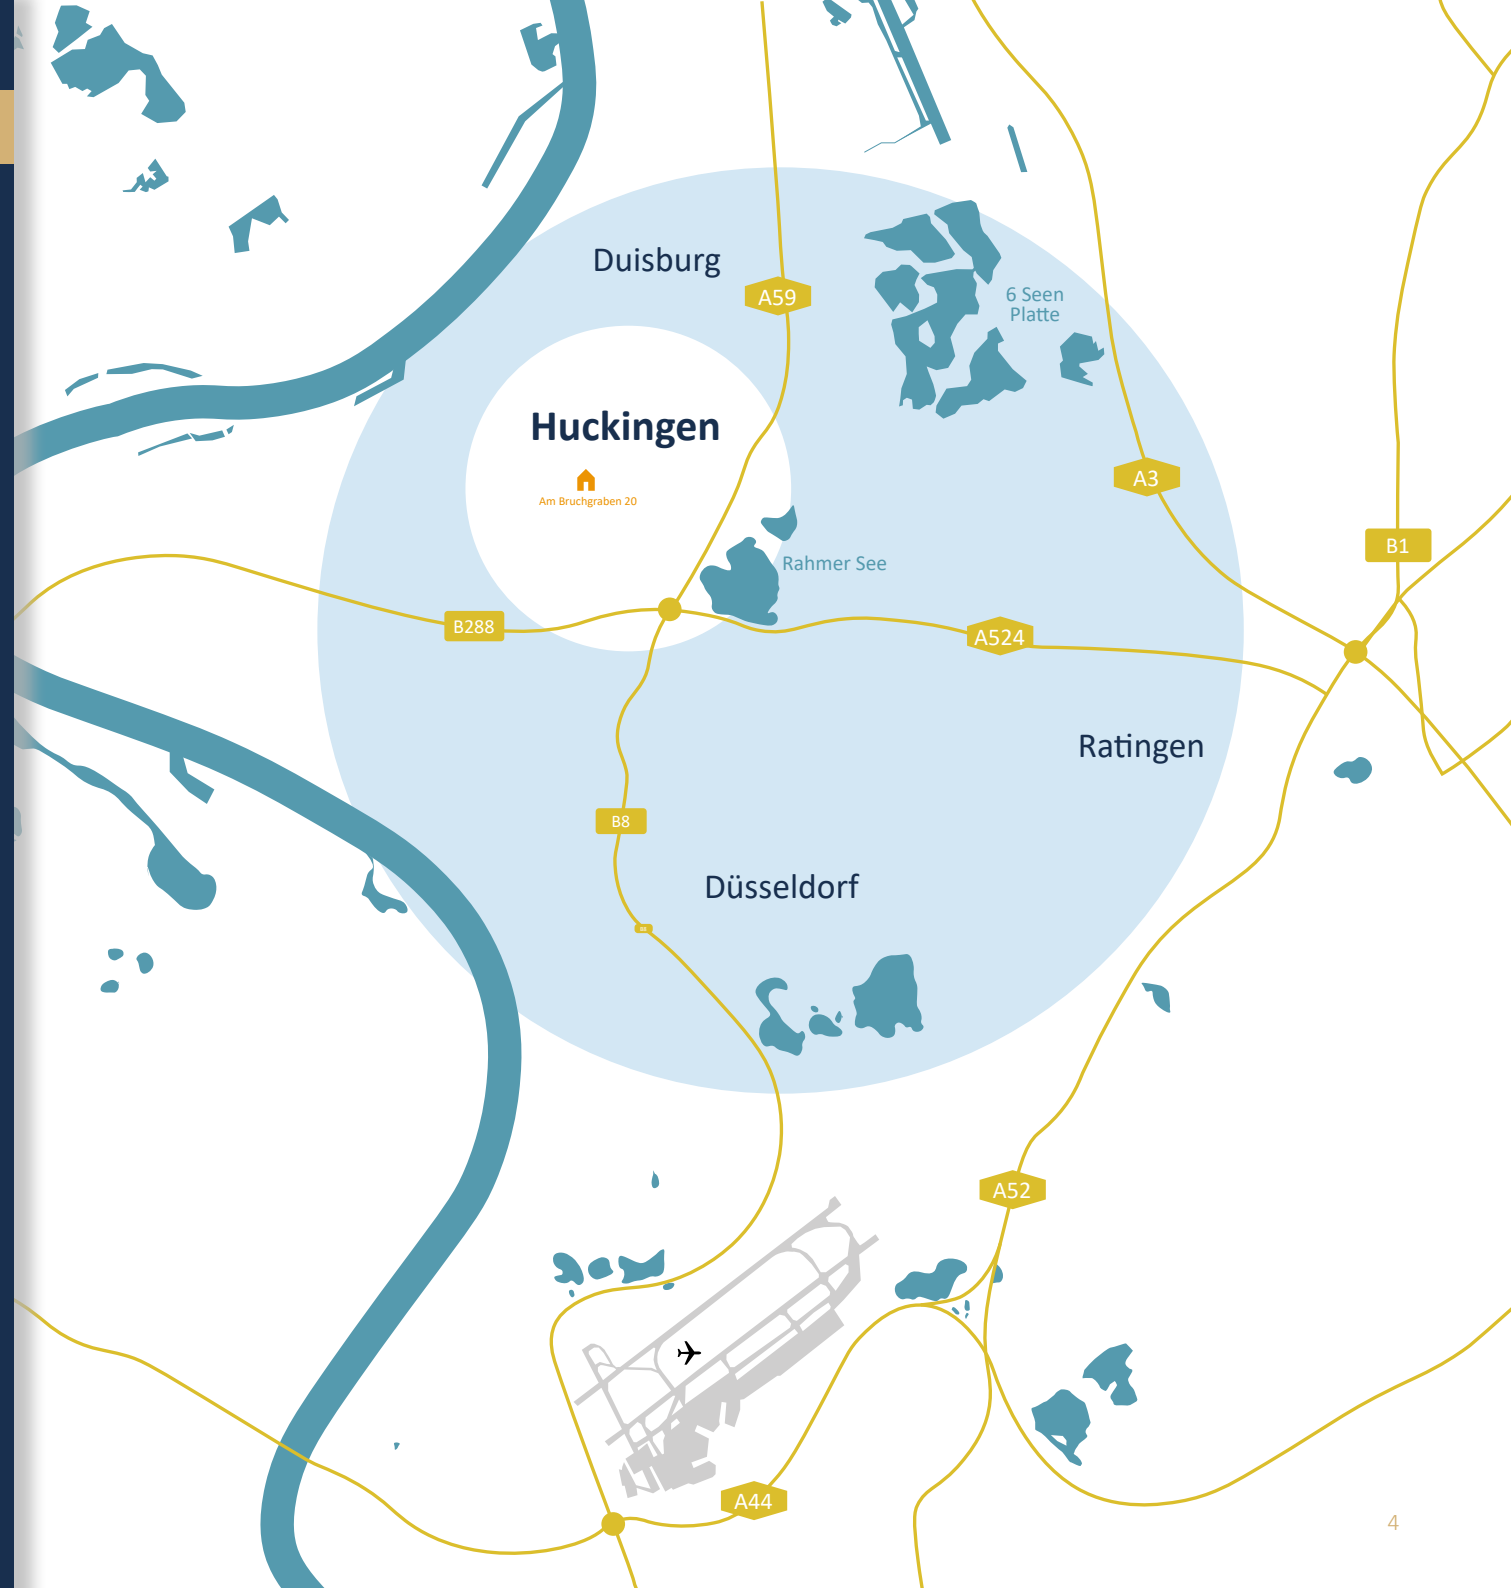 Duisburg
A59
6 Seen
Platte
Huckingen
Am Bruchgraben 20
A3
B1
Rahmer See
B288
A524
Ratingen
B8
Düsseldorf
A52
A44
4